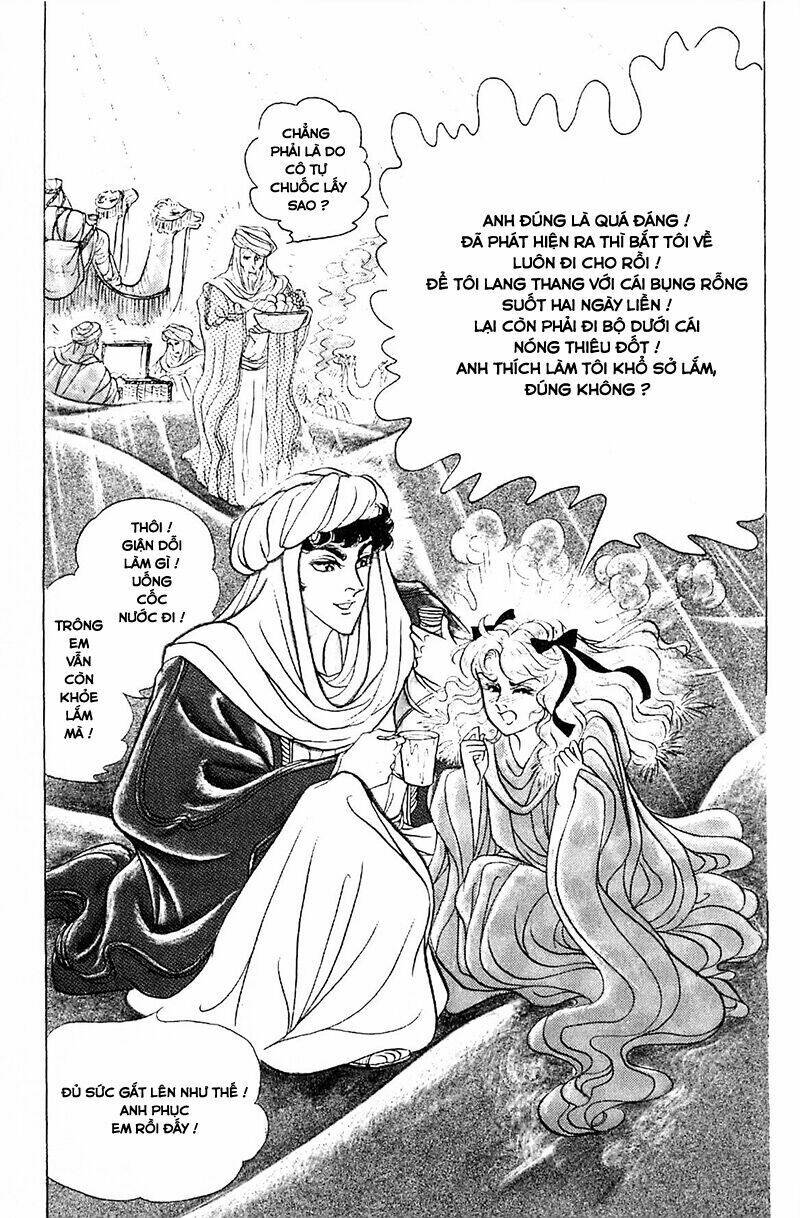 ANH ĐÚNG LÀ QUÁ ĐÁNG !
ĐÃ PHÁT HIỆN RA THÌ BẮT TÔI VỀ
LUÔN ĐI CHO RỒI !
ĐỂ TÔI LANG THANG VỚI CÁI BỤNG RỖNG
SUỐT HAI NGÀY LIỀN !
LẠI CÒN PHẢI ĐI BỘ DƯỚI CÁI
NÓNG THIÊU ĐỐT !
ANH THÍCH LÀM TÔI KHỔ SỞ LẮM,
ĐÚNG KHÔNG ?
CHẲNG
PHẢI LÀ DO
CÔ TỰ
CHUỐC LẤY
SAO ?
THÔI !
GIẬN DỖI
LÀM GÌ !
UỐNG
CỐC
NƯỚC ĐI !
TRÔNG
EM
VẪN
CÒN
KHỎE
LẮM
MÀ !
ĐỦ SỨC GẮT LÊN NHƯ THẾ !
ANH PHỤC
EM RỒI ĐẤY !